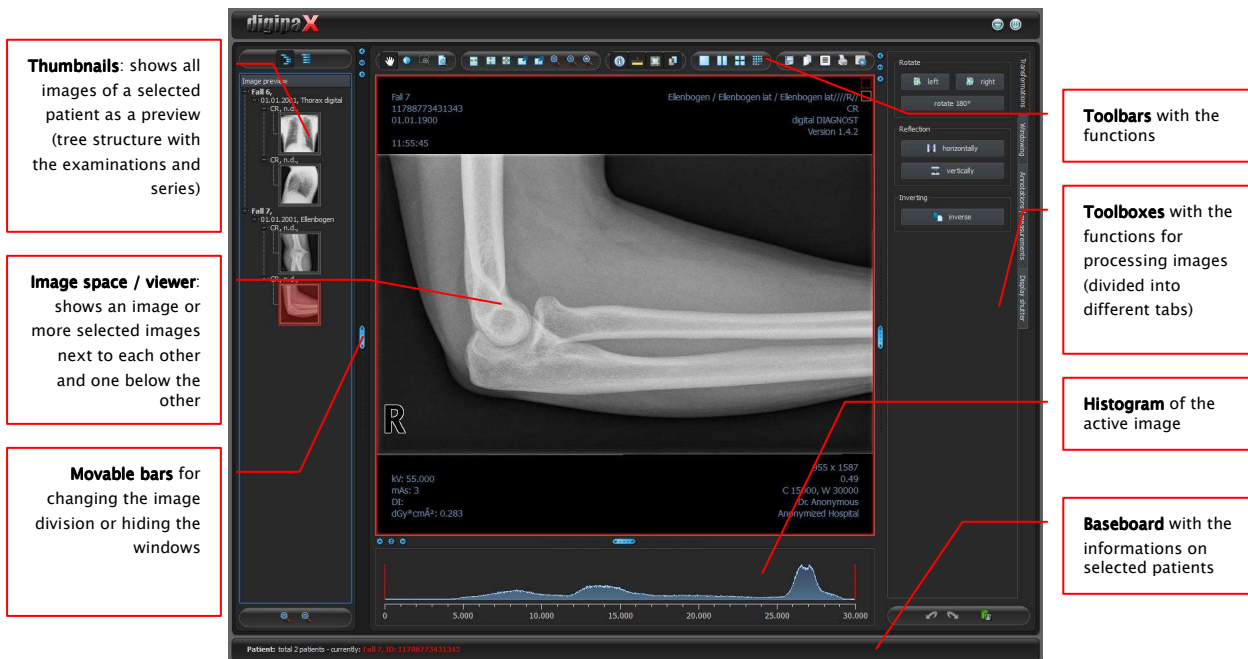 digipaX
Thumbnails: shows all
images of a selected
patient as a preview
(tree structure with
the examinations and
series)
Image space / viewer:
shows an image or
more selected images
next to each other
and one below the
other
Movable bars for
changing the image
division or hiding the
windows
Image preview
Fall 6,
01.01.2001, Thorax digital
CR, n.d.,
CR, n.d.,
Fall 7,
01.01.2001, Ellenbogen
CR, n.d.,
CR, n.d.,
Fall 7
11788773431343
01.01.1900
11:55:45
Ellenbogen / Ellenbogen lat / Ellenbogen lat////R//
CR
digital DIAGNOST
Version 1.4.2
R
kV: 55.000
mAs: 3
DI:
dGy*cmÂ²: 0.283
955 x 1587
0.49
C 15000, W 30000
Dr. Anonymous
Anonymized Hospital
0 5.000 10.000 15.000 20.000 25.000 30.000
Rotate
left right
rotate 180°
Reflection
horizontally
vertically
Inverting
inverse
Transformations
Windowing
Annotations / Measurements
Display shutter
Patient: total 2 patients - currently: Fall 7, ID: 11788773431343
Toolbars with the
functions
Toolboxes with the
functions for
processing images
(divided into
different tabs)
Histogram of the
active image
Baseboard with the
informations on
selected patients